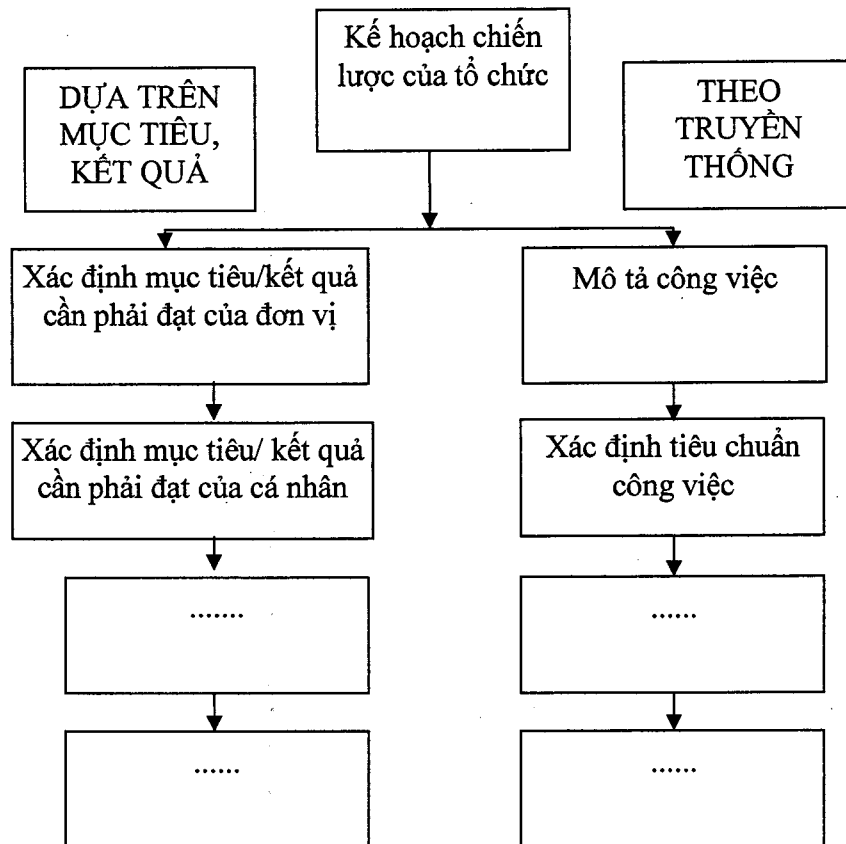 Kế hoạch chiến
lược của tổ chức
DỰA TRÊN
MỤC TIÊU,
KẾT QUẢ
THEO
TRUYỀN
THỐNG
Xác định mục tiêu/kết quả
cần phải đạt của đơn vị
Mô tả công việc
Xác định mục tiêu/ kết quả
cần phải đạt của cá nhân
Xác định tiêu chuẩn
công việc
.......
......
......
......